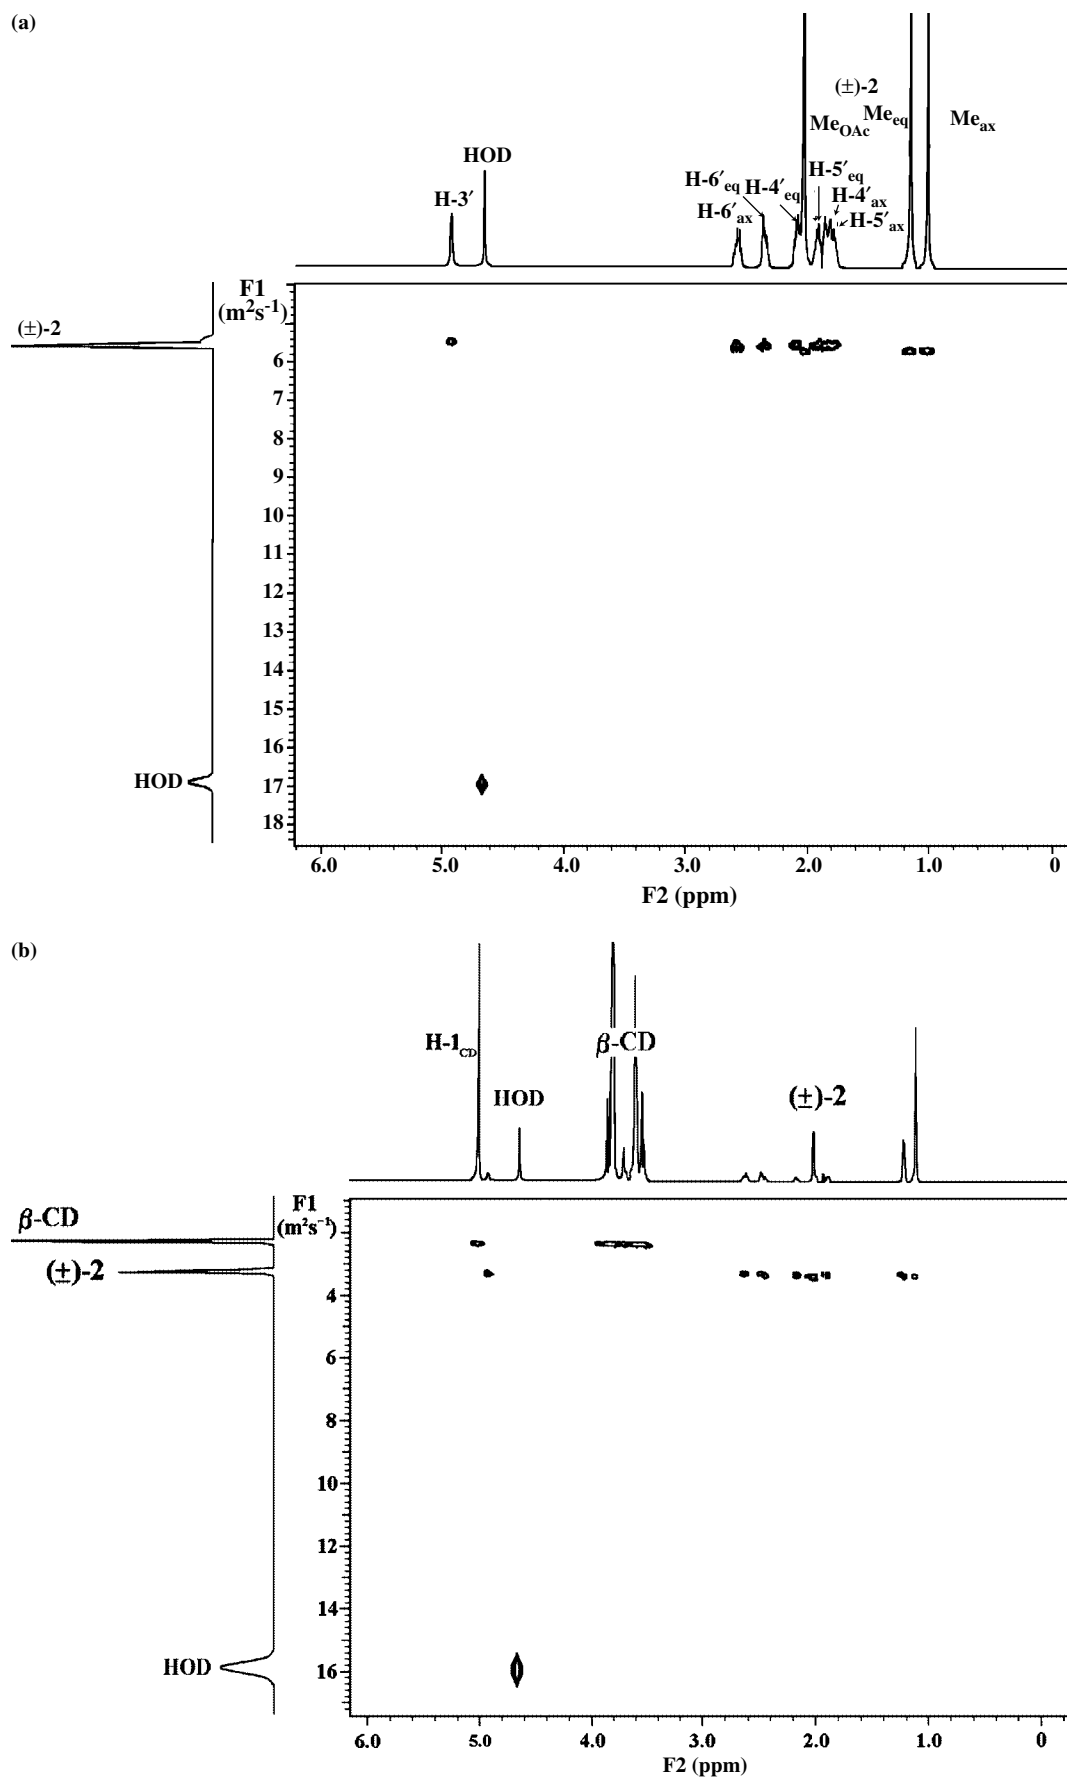 (a)
(±)-2
Me_OAc Me_eq Me_ax
HOD
H-3′
H-6′_eq H-4′_eq H-5′_eq
H-6′_ax H-4′_ax
H-5′_ax
F1
(m²s⁻¹)
(±)-2
6
7
8
9
10
11
12
13
14
15
16
HOD
17
18
6.0 5.0 4.0 3.0 2.0 1.0 0
F2 (ppm)
(b)
H-1_CD β-CD
HOD (±)-2
β-CD
F1
(m²s⁻¹)
(±)-2
4
6
8
10
12
14
HOD
16
6.0 5.0 4.0 3.0 2.0 1.0 0
F2 (ppm)